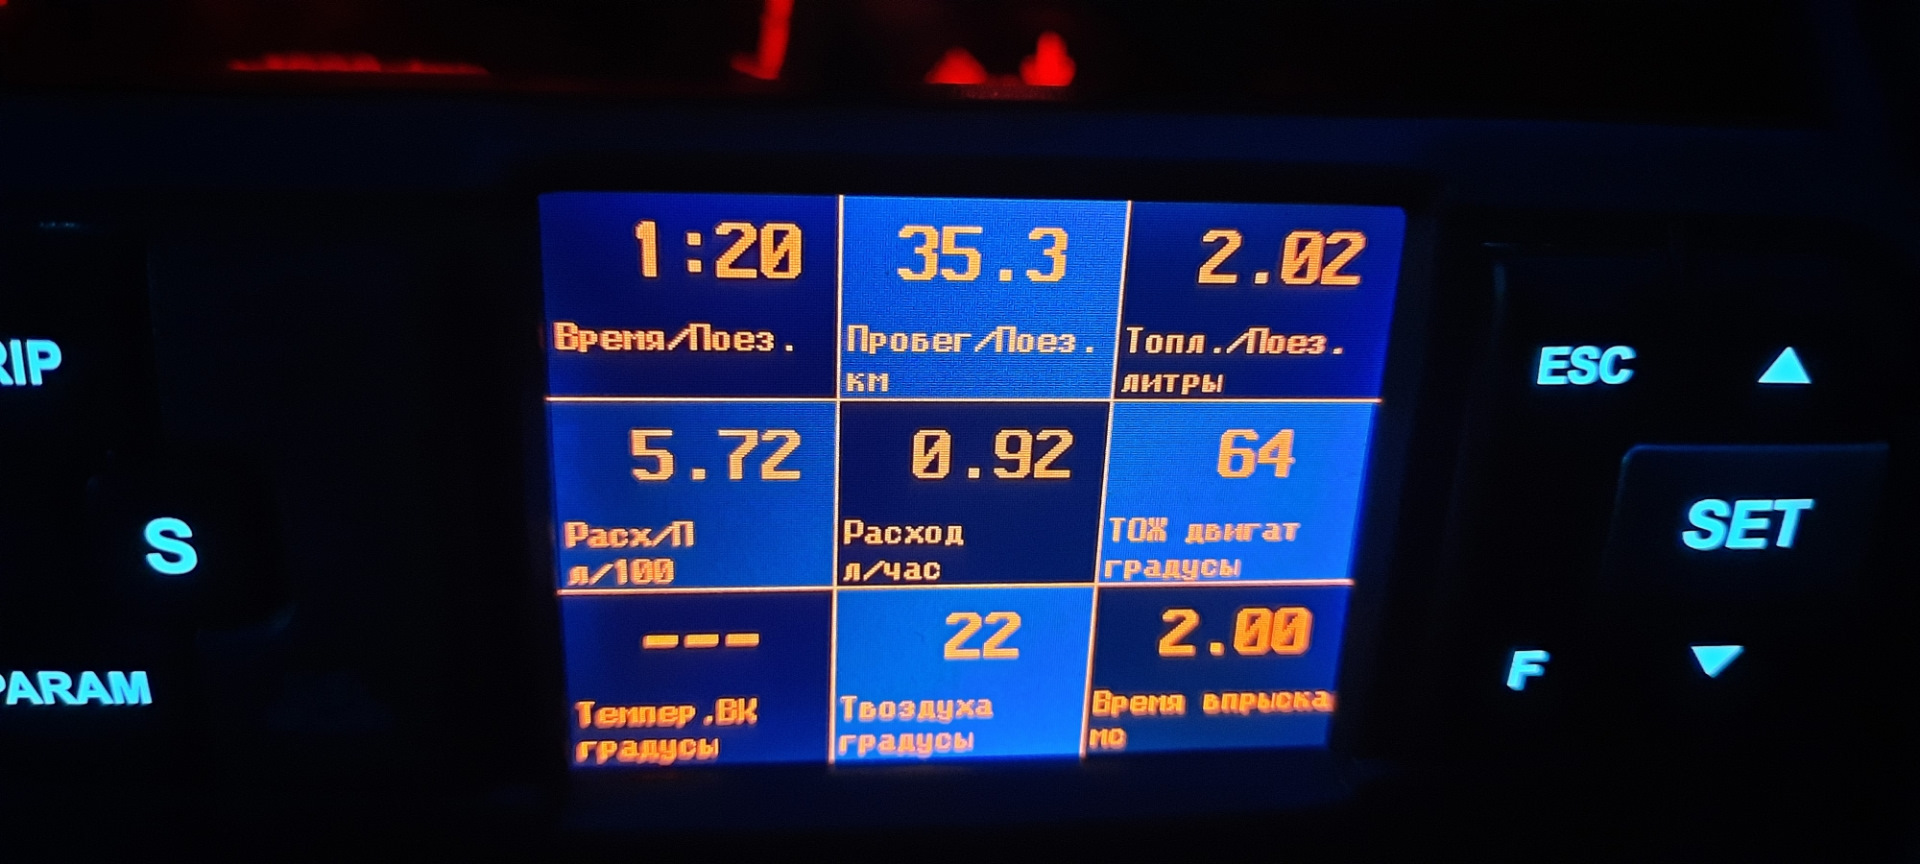 1:20
Время/Поез.
35.3
Пробег/Поез.
км
2.02
Топл./Поез.
литры
5.72
Расх/П
л/100
0.92
Расход
л/час
64
ТОЖ двигат
градусы
---
Темпер.ВК
градусы
22
Твоздуха
градусы
2.00
Время впрыска
мс
RIP
S
PARAM
ESC
SET
F